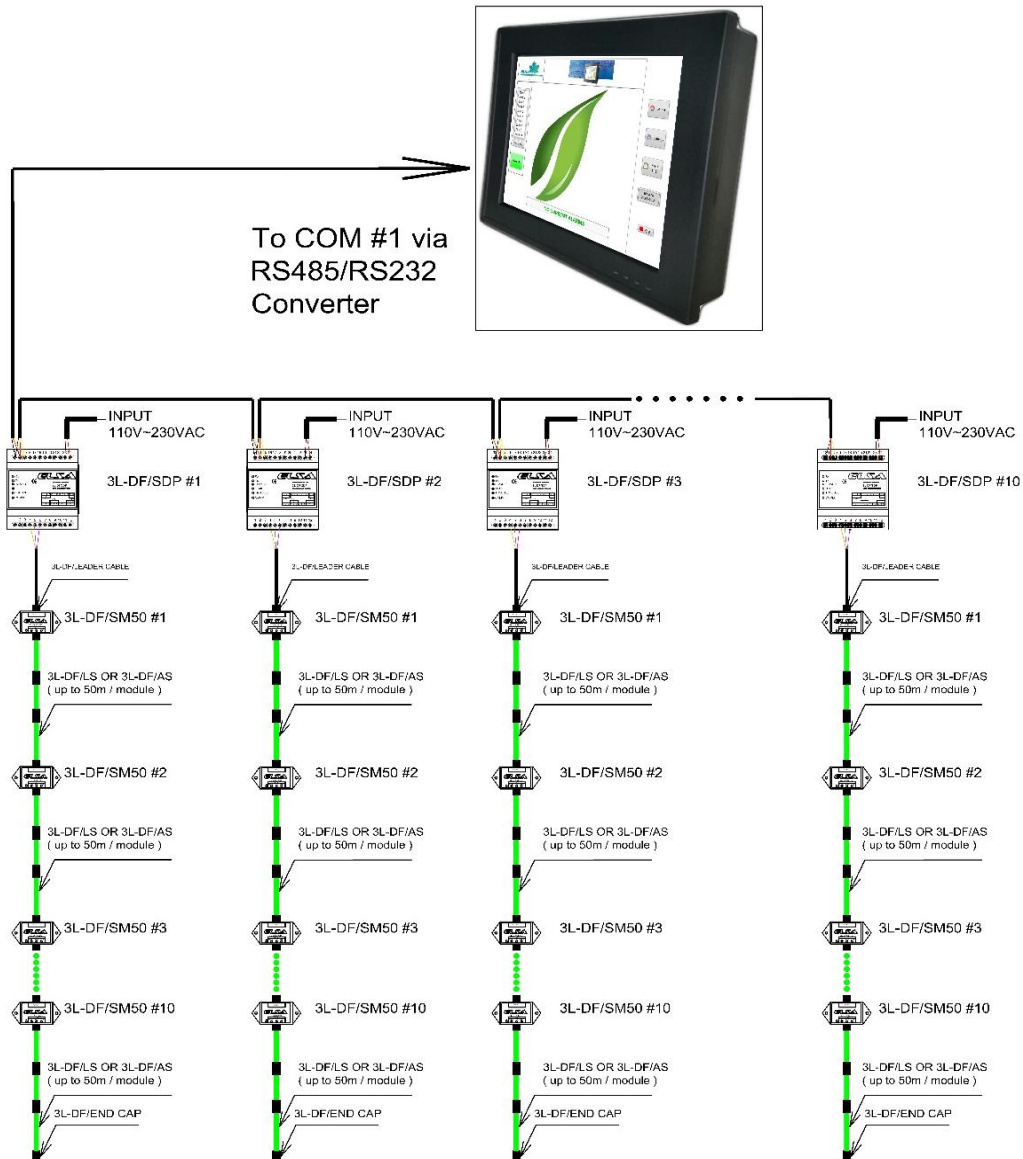 To COM #1 via
RS485/RS232
Converter
INPUT
110V~230VAC
INPUT
110V~230VAC
INPUT
110V~230VAC
INPUT
110V~230VAC
3L-DF/SDP #1
3L-DF/SDP #2
3L-DF/SDP #3
3L-DF/SDP #10
3L-DF/LEADER CABLE
3L-DF/LEADER CABLE
3L-DF/LEADER CABLE
3L-DF/LEADER CABLE
3L-DF/SM50 #1
3L-DF/SM50 #1
3L-DF/SM50 #1
3L-DF/SM50 #1
3L-DF/LS OR 3L-DF/AS
( up to 50m / module )
3L-DF/LS OR 3L-DF/AS
( up to 50m / module )
3L-DF/LS OR 3L-DF/AS
( up to 50m / module )
3L-DF/LS OR 3L-DF/AS
( up to 50m / module )
3L-DF/SM50 #2
3L-DF/SM50 #2
3L-DF/SM50 #2
3L-DF/SM50 #2
3L-DF/LS OR 3L-DF/AS
( up to 50m / module )
3L-DF/LS OR 3L-DF/AS
( up to 50m / module )
3L-DF/LS OR 3L-DF/AS
( up to 50m / module )
3L-DF/LS OR 3L-DF/AS
( up to 50m / module )
3L-DF/SM50 #3
3L-DF/SM50 #3
3L-DF/SM50 #3
3L-DF/SM50 #3
3L-DF/SM50 #10
3L-DF/SM50 #10
3L-DF/SM50 #10
3L-DF/SM50 #10
3L-DF/LS OR 3L-DF/AS
( up to 50m / module )
3L-DF/LS OR 3L-DF/AS
( up to 50m / module )
3L-DF/LS OR 3L-DF/AS
( up to 50m / module )
3L-DF/LS OR 3L-DF/AS
( up to 50m / module )
3L-DF/END CAP
3L-DF/END CAP
3L-DF/END CAP
3L-DF/END CAP